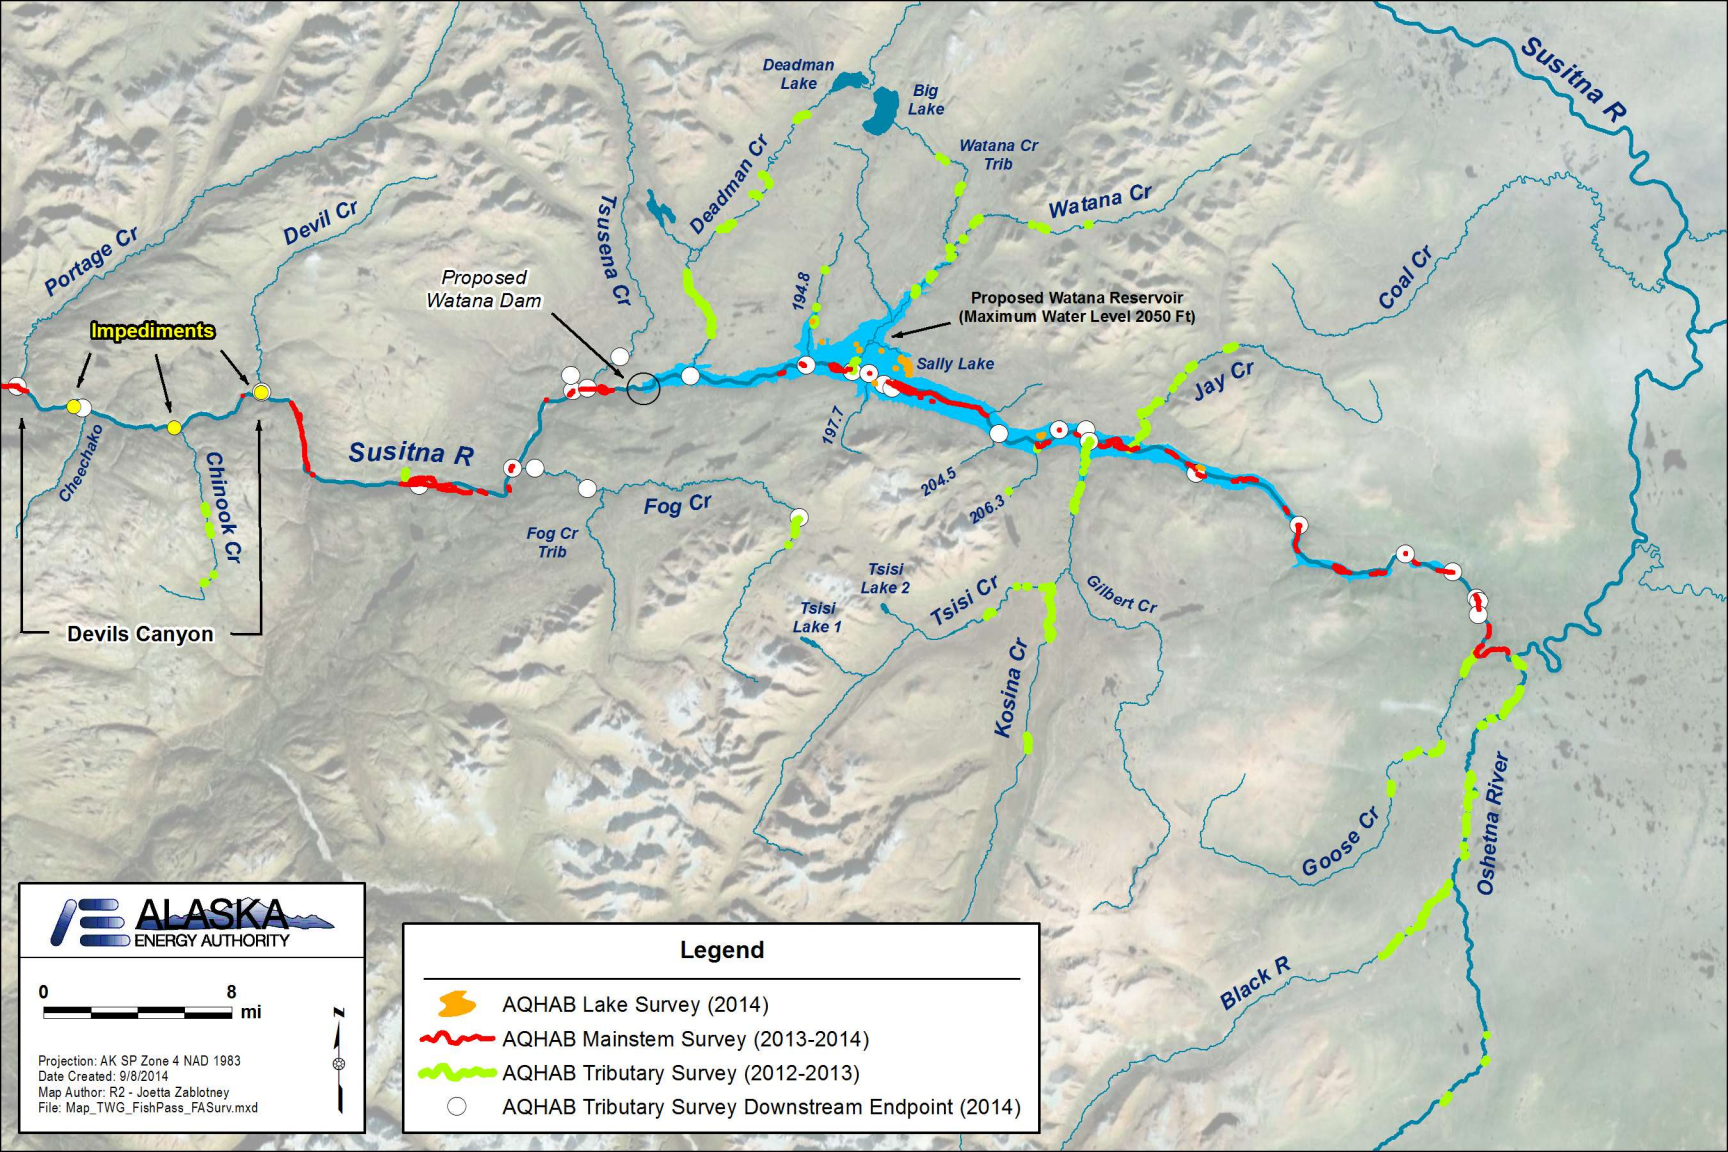 Susitna R
Deadman
Lake
Big
Lake
Watana Cr
Trib
Deadman Cr
Watana Cr
Tsusena Cr
Devil Cr
Portage Cr
Coal Cr
Proposed
Watana Dam
194.8
Proposed Watana Reservoir
(Maximum Water Level 2050 Ft)
Impediments
Sally Lake
Jay Cr
197.7
Susitna R
Cheechako
Chinook Cr
204.5
206.3
Fog Cr
Fog Cr
Trib
Tsisi
Lake 2
Tsisi Cr
Gilbert Cr
Tsisi
Lake 1
Devils Canyon
Kosina Cr
Goose Cr
Oshetna River
Black R
ALASKA
ENERGY AUTHORITY
0 8
mi
N
Projection: AK SP Zone 4 NAD 1983
Date Created: 9/8/2014
Map Author: R2 - Joetta Zablotney
File: Map_TWG_FishPass_FASurv.mxd
Legend
AQHAB Lake Survey (2014)
AQHAB Mainstem Survey (2013-2014)
AQHAB Tributary Survey (2012-2013)
AQHAB Tributary Survey Downstream Endpoint (2014)